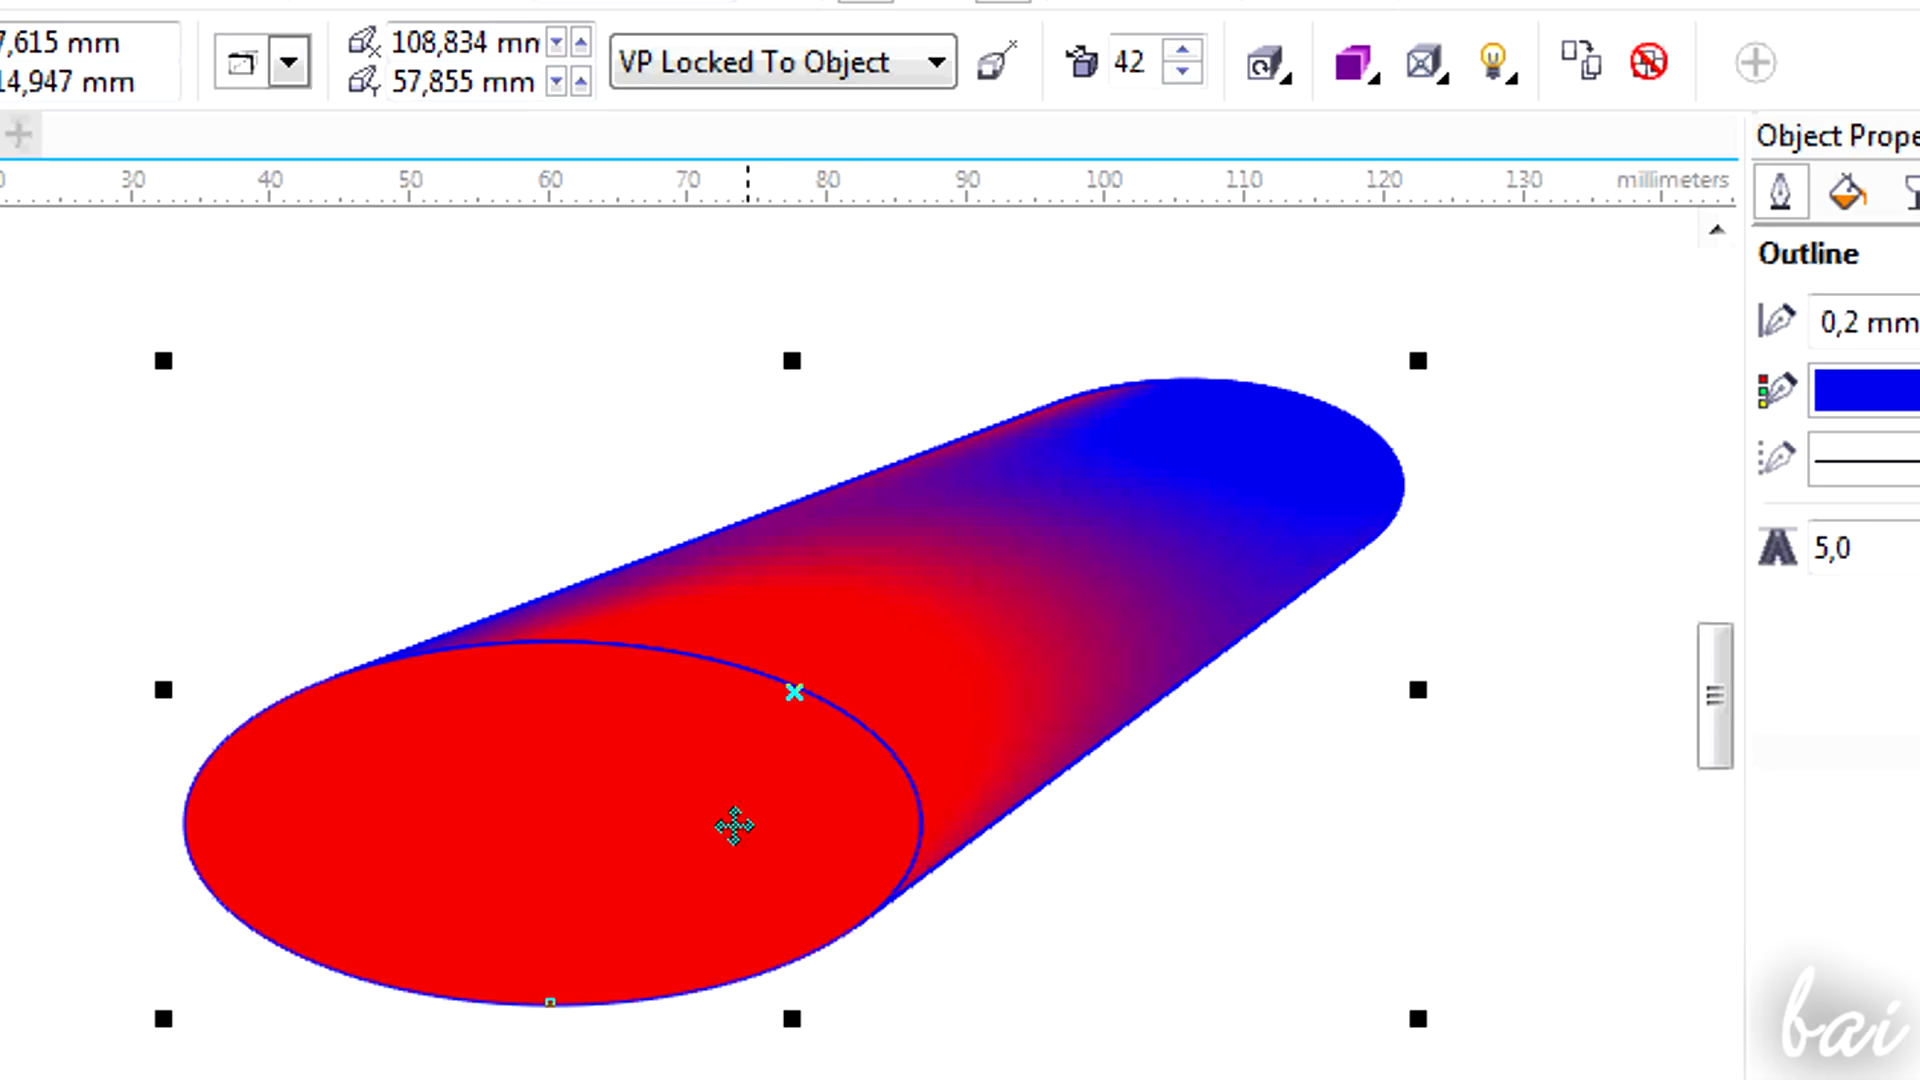 7,615 mm
108,834 mn
VP Locked To Object
42
14,947 mm
57,855 mm
Object Prope
30 40 50 60 70 80 90 100 110 120 130 millimeters
Outline
0,2 mm
5,0
bai